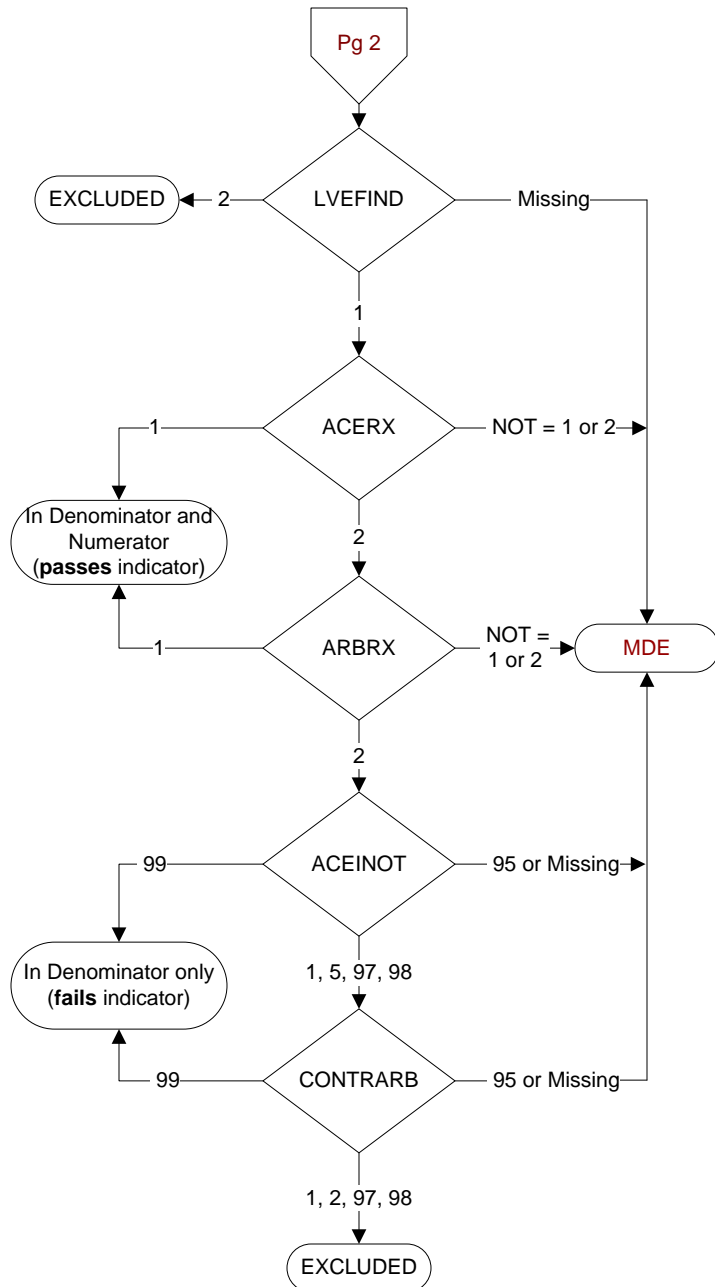 Pg 2
EXCLUDED
2
LVEFIND
Missing
1
1
ACERX
NOT = 1 or 2
In Denominator and
Numerator
(passes indicator)
2
1
ARBRX
NOT =
1 or 2
MDE
2
99
ACEINOT
95 or Missing
In Denominator only
(fails indicator)
1, 5, 97, 98
99
CONTRARB
95 or Missing
1, 2, 97, 98
EXCLUDED